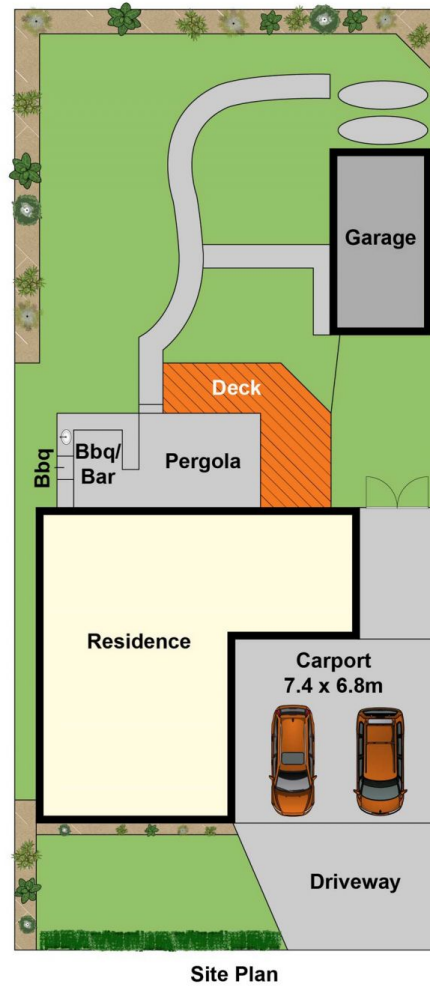 Garage
Deck
Bbq
Bbq/
Bar
Pergola
Residence
Carport
7.4 x 6.8m
Driveway
Site Plan